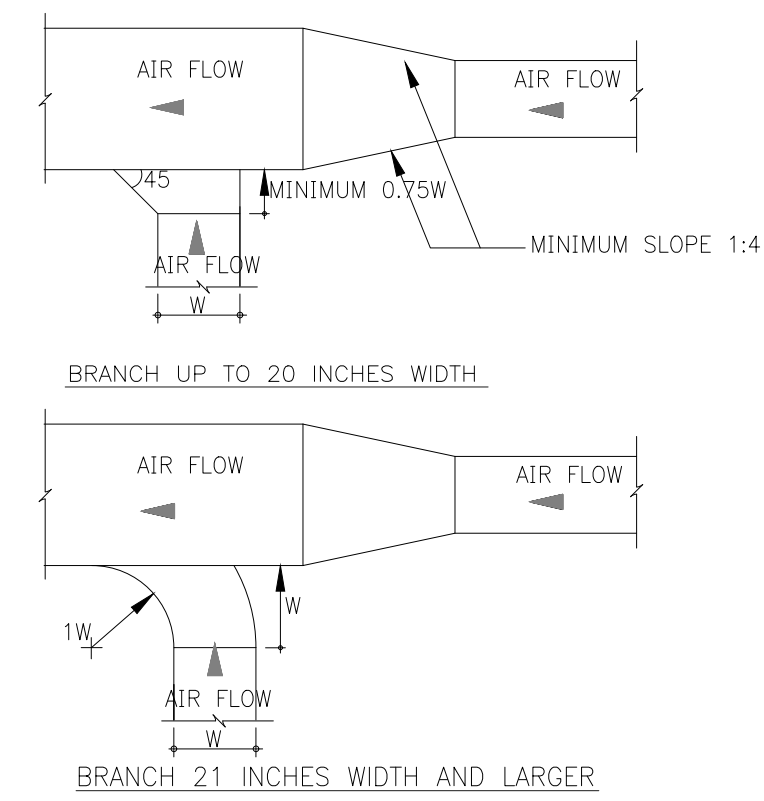 AIR FLOW
AIR FLOW
45
MINIMUM 0.75W
MINIMUM SLOPE 1:4
AIR FLOW
W
BRANCH UP TO 20 INCHES WIDTH
AIR FLOW
AIR FLOW
W
1W
AIR FLOW
W
BRANCH 21 INCHES WIDTH AND LARGER